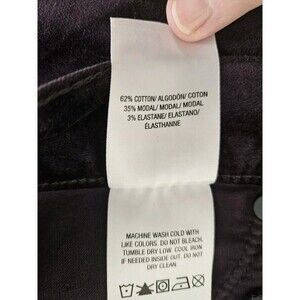 62% COTTON/ ALGODÓN/ COTON
35% MODAL/ MODAL/ MODAL
3% ELASTANE/ ELASTANO/
ÉLASTHANNE
MACHINE WASH COLD WITH
LIKE COLORS. DO NOT BLEACH.
TUMBLE DRY LOW. COOL IRON
IF NEEDED INSIDE OUT. DO NOT
DRY CLEAN.